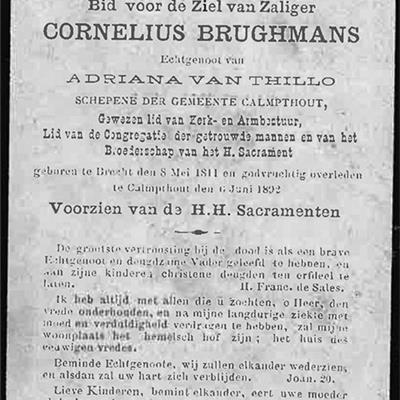 Bid voor de Ziel van Zaliger
CORNELIUS BRUGHMANS
Echtgenoot van
ADRIANA VAN THILLO
SCHEPENE DER GEMEENTE CALMPTHOUT,
Gewezen lid van Kerk- en Armbestuur,
Lid van de Congregatie der getrouwde mannen en van het
Broederschap van het H. Sacrament
geboren te Brecht den 8 Mei 1811 en godvruchtig overleden
te Calmpthout den 6 Juni 1892
Voorzien van de H.H. Sacramenten
De grootste vertroosting bij de dood is als een brave
Echtgenoot en deugdzame Vader geleefd te hebben, en
aan zijne kinderen christene deugden ten erfdeel te
laten. H. Franc. de Sales.
Ik heb altijd met allen die ü zochten, o Heer, den
vrede onderhouden, en na mijne langdurige ziekte met
moed en verduldigheid verdragen te hebben, zal mijne
woonplaats het hemelsch hof zijn; het huis des
eeuwigen vredes.
Beminde Echtgenoote, wij zullen elkander wederzien,
en alsdan zal uw hart zich verblijden. Joan. 20.
Lieve Kinderen, bemint elkander, eert uwe moeder